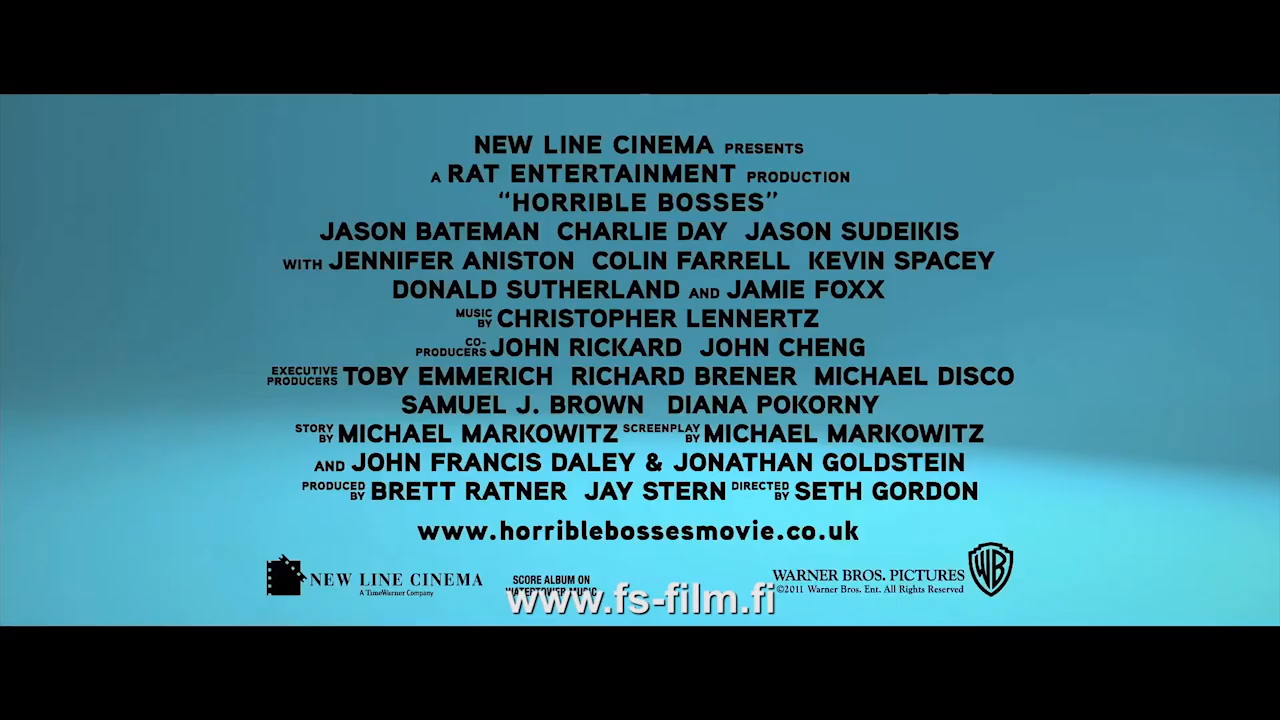 NEW LINE CINEMA PRESENTS
A RAT ENTERTAINMENT PRODUCTION
“HORRIBLE BOSSES”
JASON BATEMAN CHARLIE DAY JASON SUDEIKIS
WITH JENNIFER ANISTON COLIN FARRELL KEVIN SPACEY
DONALD SUTHERLAND AND JAMIE FOXX
MUSIC BY CHRISTOPHER LENNERTZ
CO-PRODUCERS JOHN RICKARD JOHN CHENG
EXECUTIVE PRODUCERS TOBY EMMERICH RICHARD BRENER MICHAEL DISCO
SAMUEL J. BROWN DIANA POKORNY
STORY BY MICHAEL MARKOWITZ SCREENPLAY BY MICHAEL MARKOWITZ
AND JOHN FRANCIS DALEY & JONATHAN GOLDSTEIN
PRODUCED BY BRETT RATNER JAY STERN DIRECTED BY SETH GORDON
www.horriblebossesmovie.co.uk
NEW LINE CINEMA
A TimeWarner Company
SCORE ALBUM ON
WATERTOWER MUSIC
www.fs-film.fi
WARNER BROS. PICTURES
©2011 Warner Bros. Ent. All Rights Reserved
WB